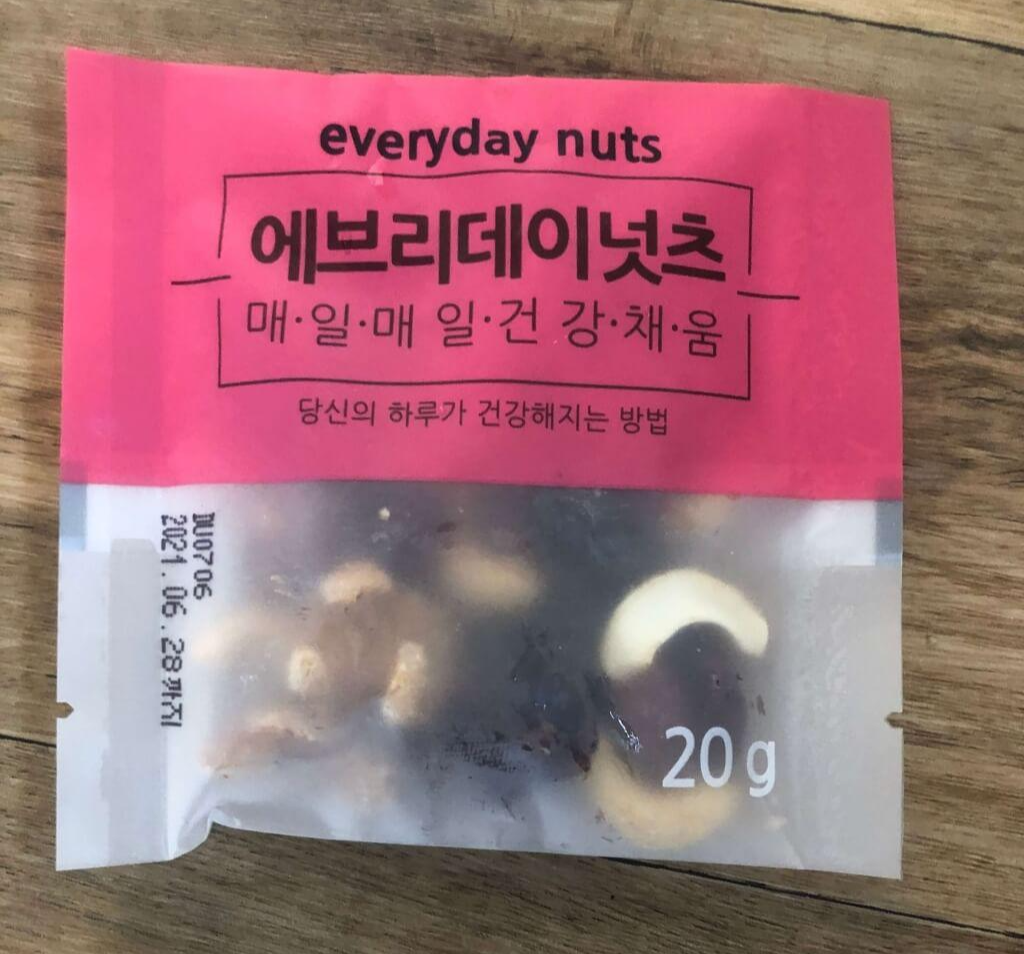 everyday nuts
에브리데이넛츠
매·일·매 일·건 강·채·움
당신의 하루가 건강해지는 방법
DU0706
2021.06.28까지
20g